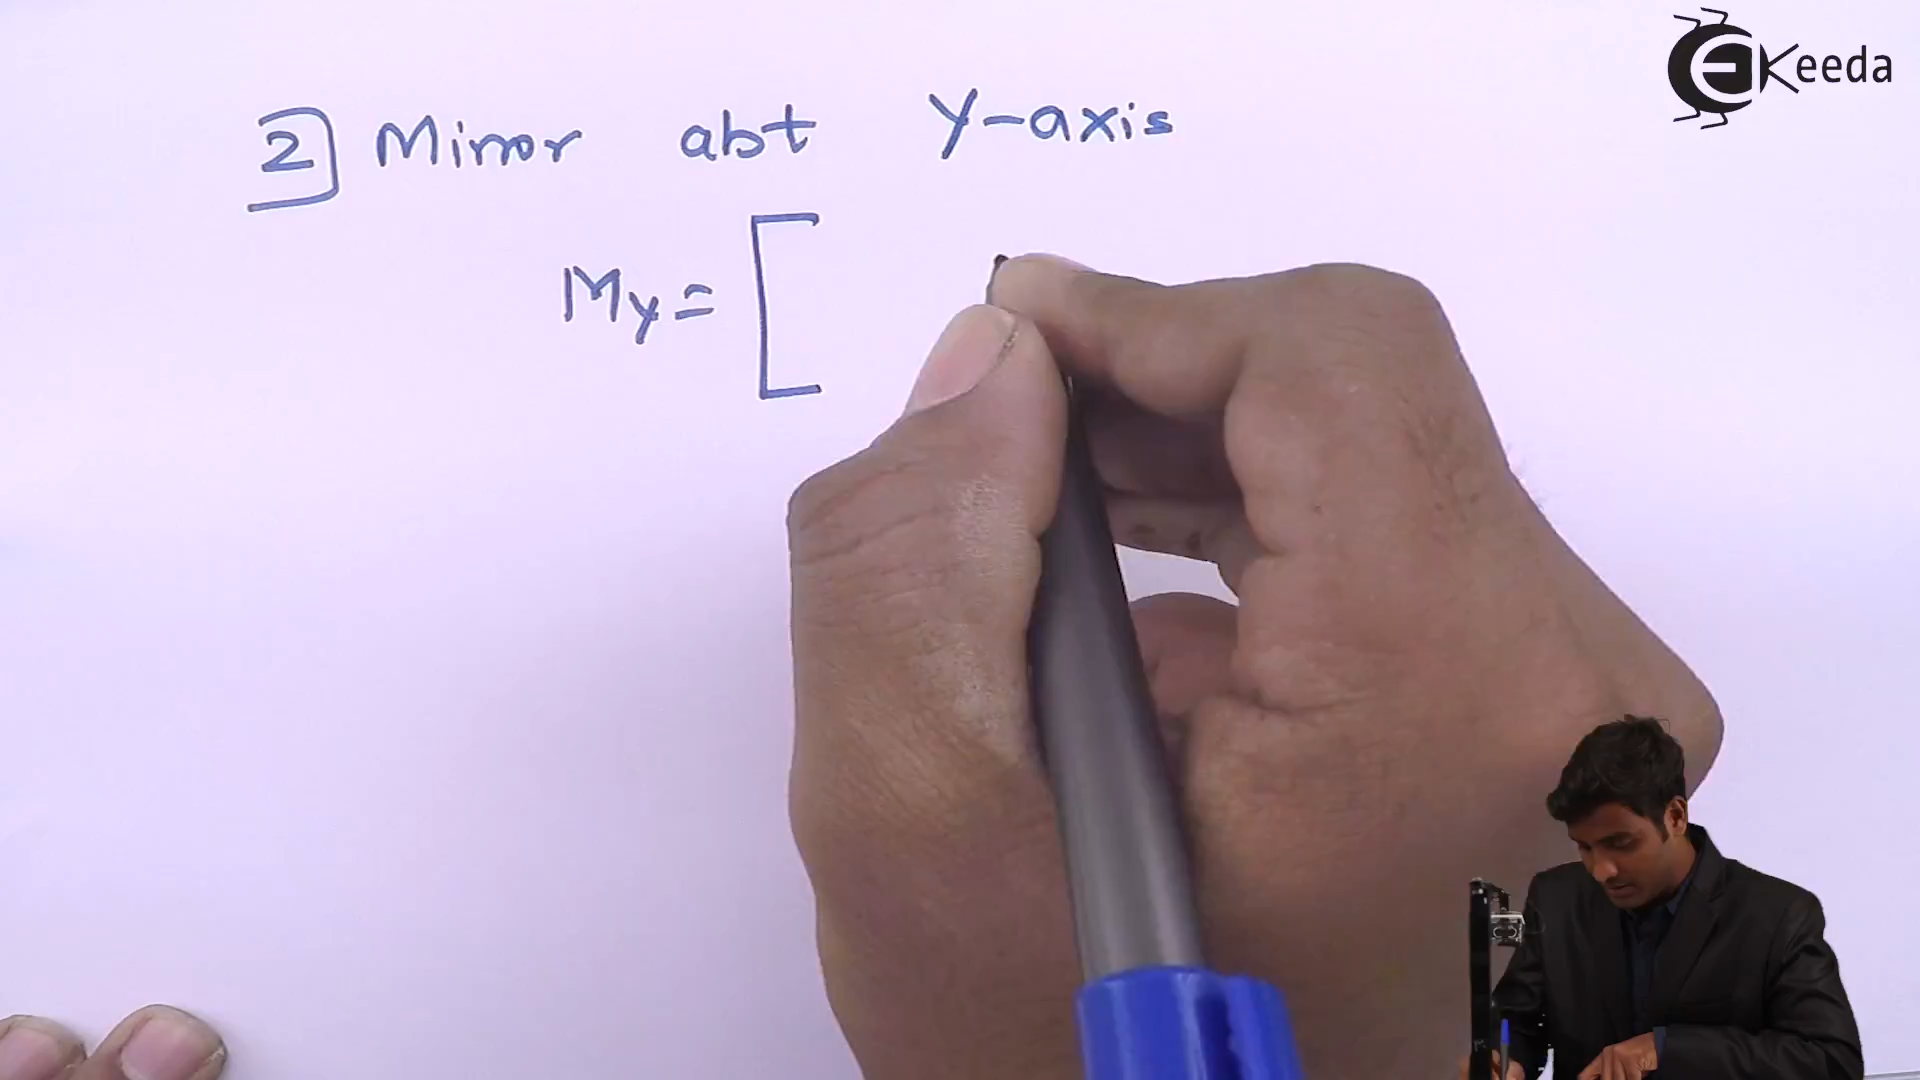 Keeda
2] Mirror abt Y-axis
My = [